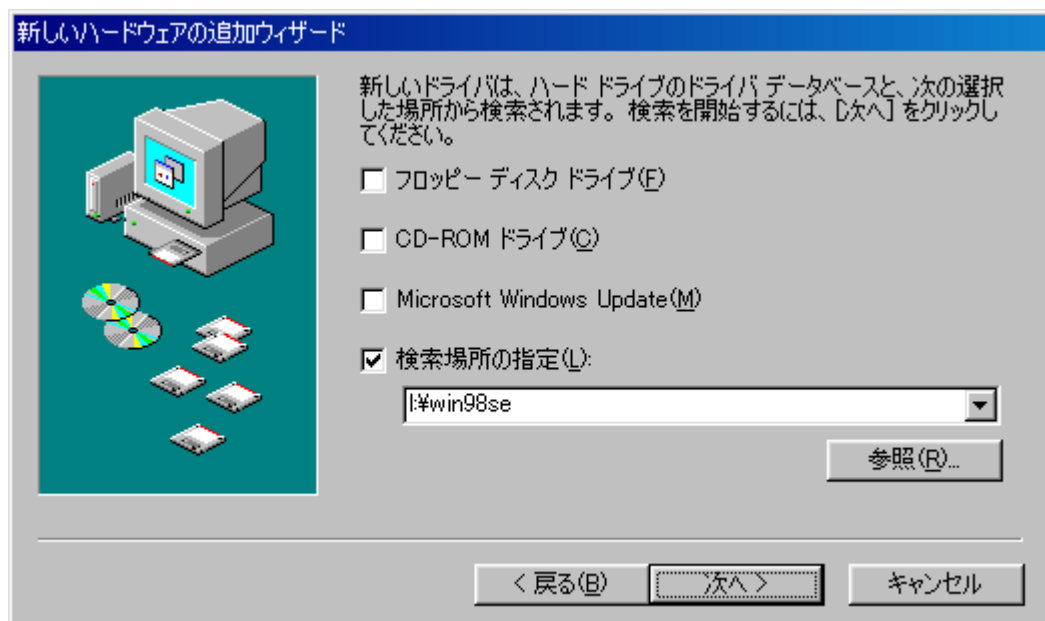 新しいハードウェアの追加ウィザード
新しいドライバは、ハード ドライブのドライバ データベースと、次の選択
した場所から検索されます。 検索を開始するには、[次へ] をクリックし
てください。
フロッピー ディスク ドライブ(F)
CD-ROM ドライブ(C)
Microsoft Windows Update(M)
検索場所の指定(L):
I:¥win98se
参照(R)...
< 戻る(B)
次へ >
キャンセル